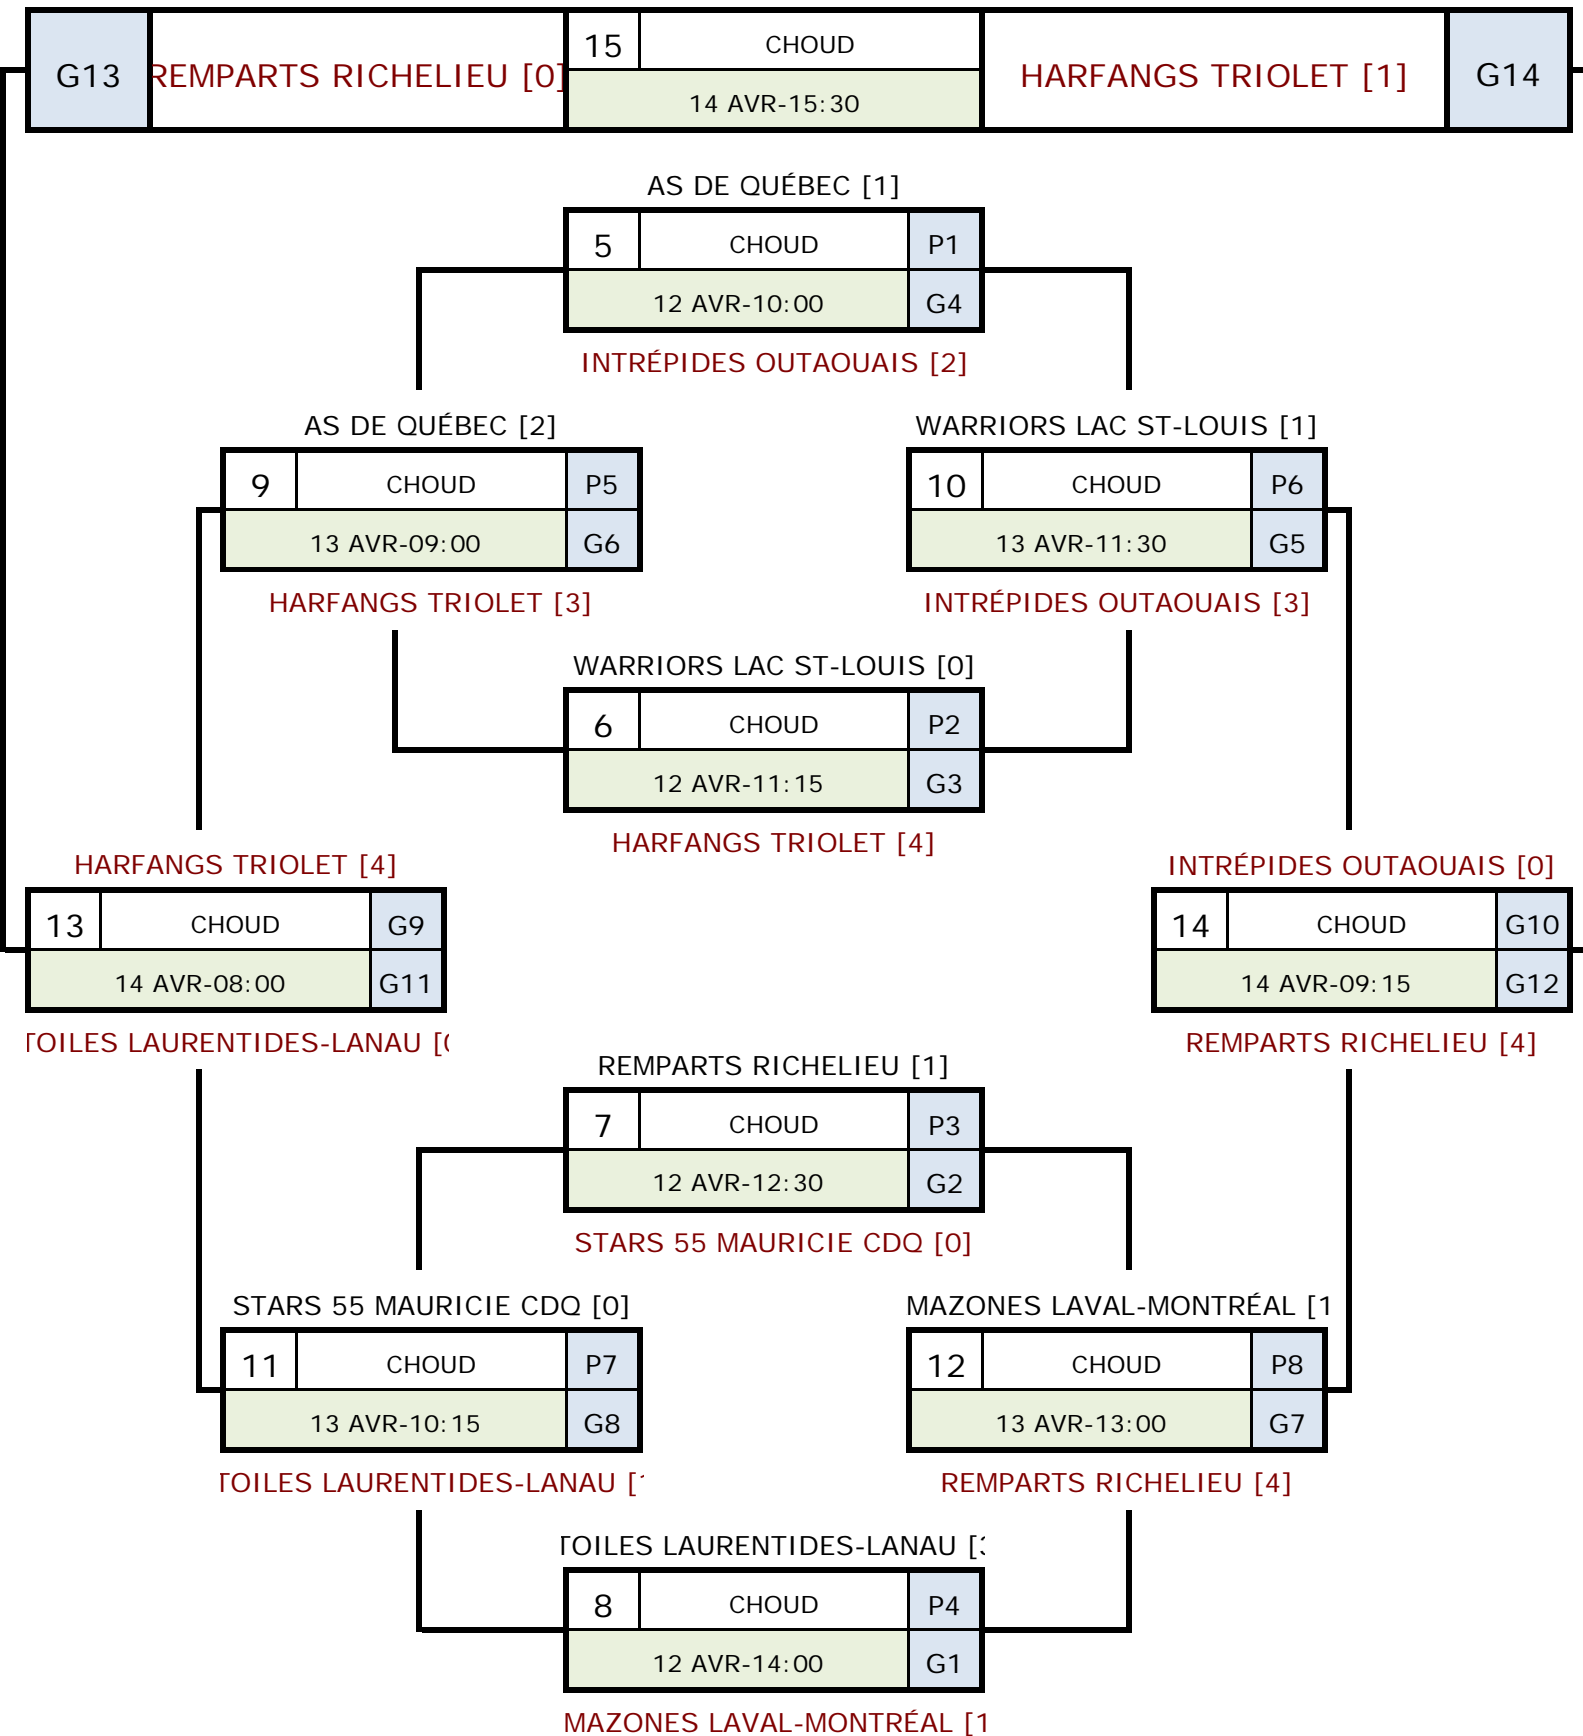 G13 REMPARTS RICHELIEU [0] 15 CHOUD HARFANGS TRIOLET [1] G14
14 AVR-15:30
AS DE QUÉBEC [1]
5 CHOUD P1
12 AVR-10:00 G4
INTRÉPIDES OUTAOUAIS [2]
AS DE QUÉBEC [2] WARRIORS LAC ST-LOUIS [1]
9 CHOUD P5 10 CHOUD P6
13 AVR-09:00 G6 13 AVR-11:30 G5
HARFANGS TRIOLET [3] INTRÉPIDES OUTAOUAIS [3]
WARRIORS LAC ST-LOUIS [0]
6 CHOUD P2
12 AVR-11:15 G3
HARFANGS TRIOLET [4]
HARFANGS TRIOLET [4] INTRÉPIDES OUTAOUAIS [0]
13 CHOUD G9 14 CHOUD G10
14 AVR-08:00 G11 14 AVR-09:15 G12
TOILES LAURENTIDES-LANAU [0 REMPARTS RICHELIEU [4]
REMPARTS RICHELIEU [1]
7 CHOUD P3
12 AVR-12:30 G2
STARS 55 MAURICIE CDQ [0]
STARS 55 MAURICIE CDQ [0] MAZONES LAVAL-MONTRÉAL [1
11 CHOUD P7 12 CHOUD P8
13 AVR-10:15 G8 13 AVR-13:00 G7
TOILES LAURENTIDES-LANAU [1 REMPARTS RICHELIEU [4]
TOILES LAURENTIDES-LANAU [3
8 CHOUD P4
12 AVR-14:00 G1
MAZONES LAVAL-MONTRÉAL [1